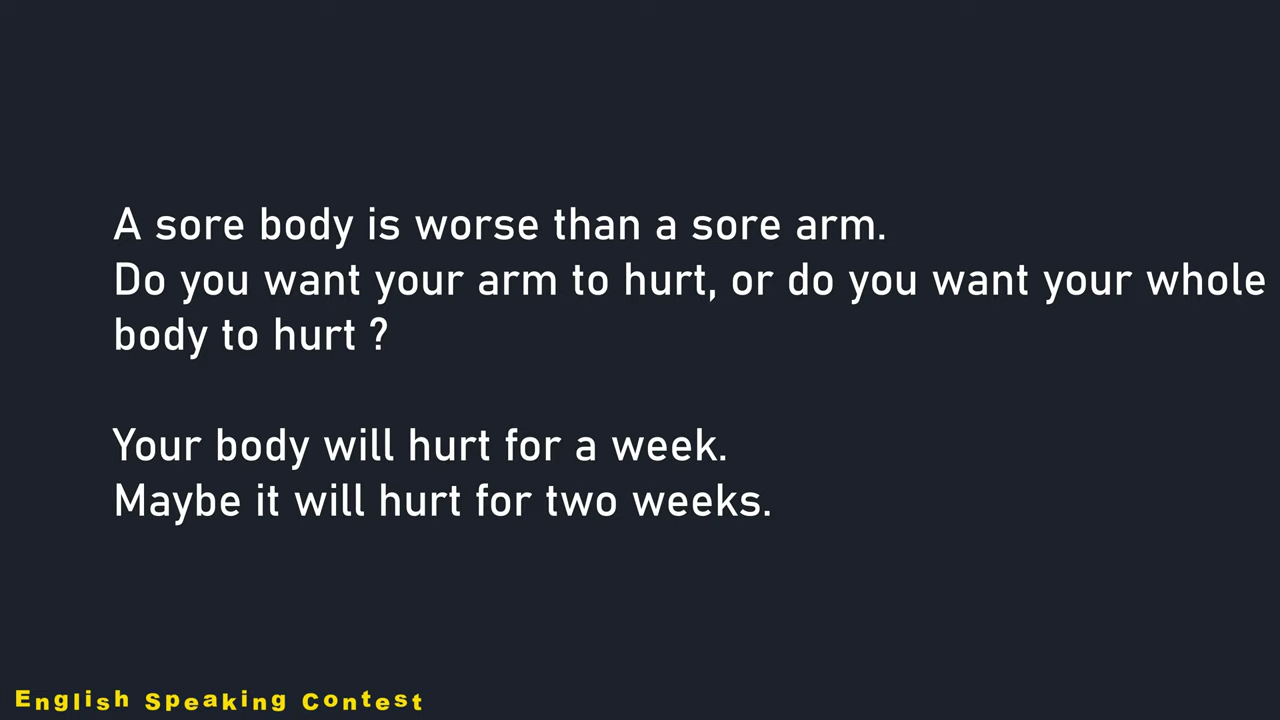 A sore body is worse than a sore arm.
Do you want your arm to hurt, or do you want your whole
body to hurt ?
Your body will hurt for a week.
Maybe it will hurt for two weeks.
English Speaking Contest